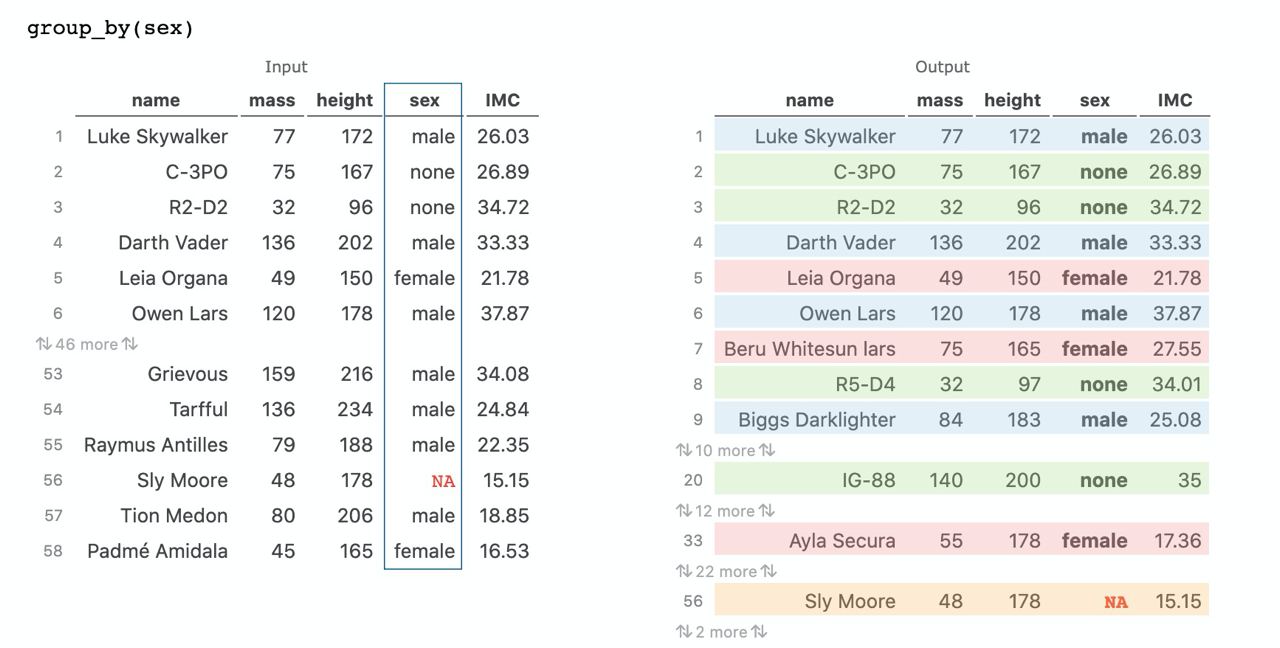 group_by(sex)
Input
name mass height sex IMC
1 Luke Skywalker 77 172 male 26.03
2 C-3PO 75 167 none 26.89
3 R2-D2 32 96 none 34.72
4 Darth Vader 136 202 male 33.33
5 Leia Organa 49 150 female 21.78
6 Owen Lars 120 178 male 37.87
⇅ 46 more ⇅
53 Grievous 159 216 male 34.08
54 Tarfful 136 234 male 24.84
55 Raymus Antilles 79 188 male 22.35
56 Sly Moore 48 178 NA 15.15
57 Tion Medon 80 206 male 18.85
58 Padmé Amidala 45 165 female 16.53
Output
name mass height sex IMC
1 Luke Skywalker 77 172 male 26.03
2 C-3PO 75 167 none 26.89
3 R2-D2 32 96 none 34.72
4 Darth Vader 136 202 male 33.33
5 Leia Organa 49 150 female 21.78
6 Owen Lars 120 178 male 37.87
7 Beru Whitesun lars 75 165 female 27.55
8 R5-D4 32 97 none 34.01
9 Biggs Darklighter 84 183 male 25.08
⇅ 10 more ⇅
20 IG-88 140 200 none 35
⇅ 12 more ⇅
33 Ayla Secura 55 178 female 17.36
⇅ 22 more ⇅
56 Sly Moore 48 178 NA 15.15
⇅ 2 more ⇅